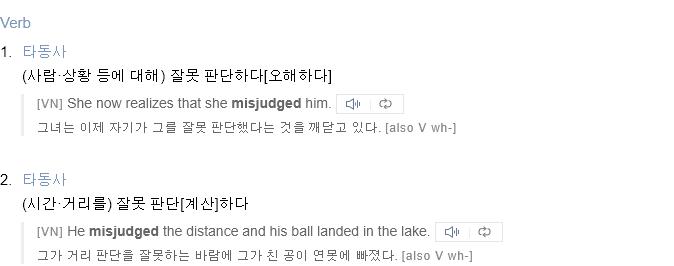 Verb
1. 타동사
(사람·상황 등에 대해) 잘못 판단하다[오해하다]
[VN] She now realizes that she misjudged him.
그녀는 이제 자기가 그를 잘못 판단했다는 것을 깨닫고 있다. [also V wh-]
2. 타동사
(시간·거리를) 잘못 판단[계산]하다
[VN] He misjudged the distance and his ball landed in the lake.
그가 거리 판단을 잘못하는 바람에 그가 친 공이 연못에 빠졌다. [also V wh-]